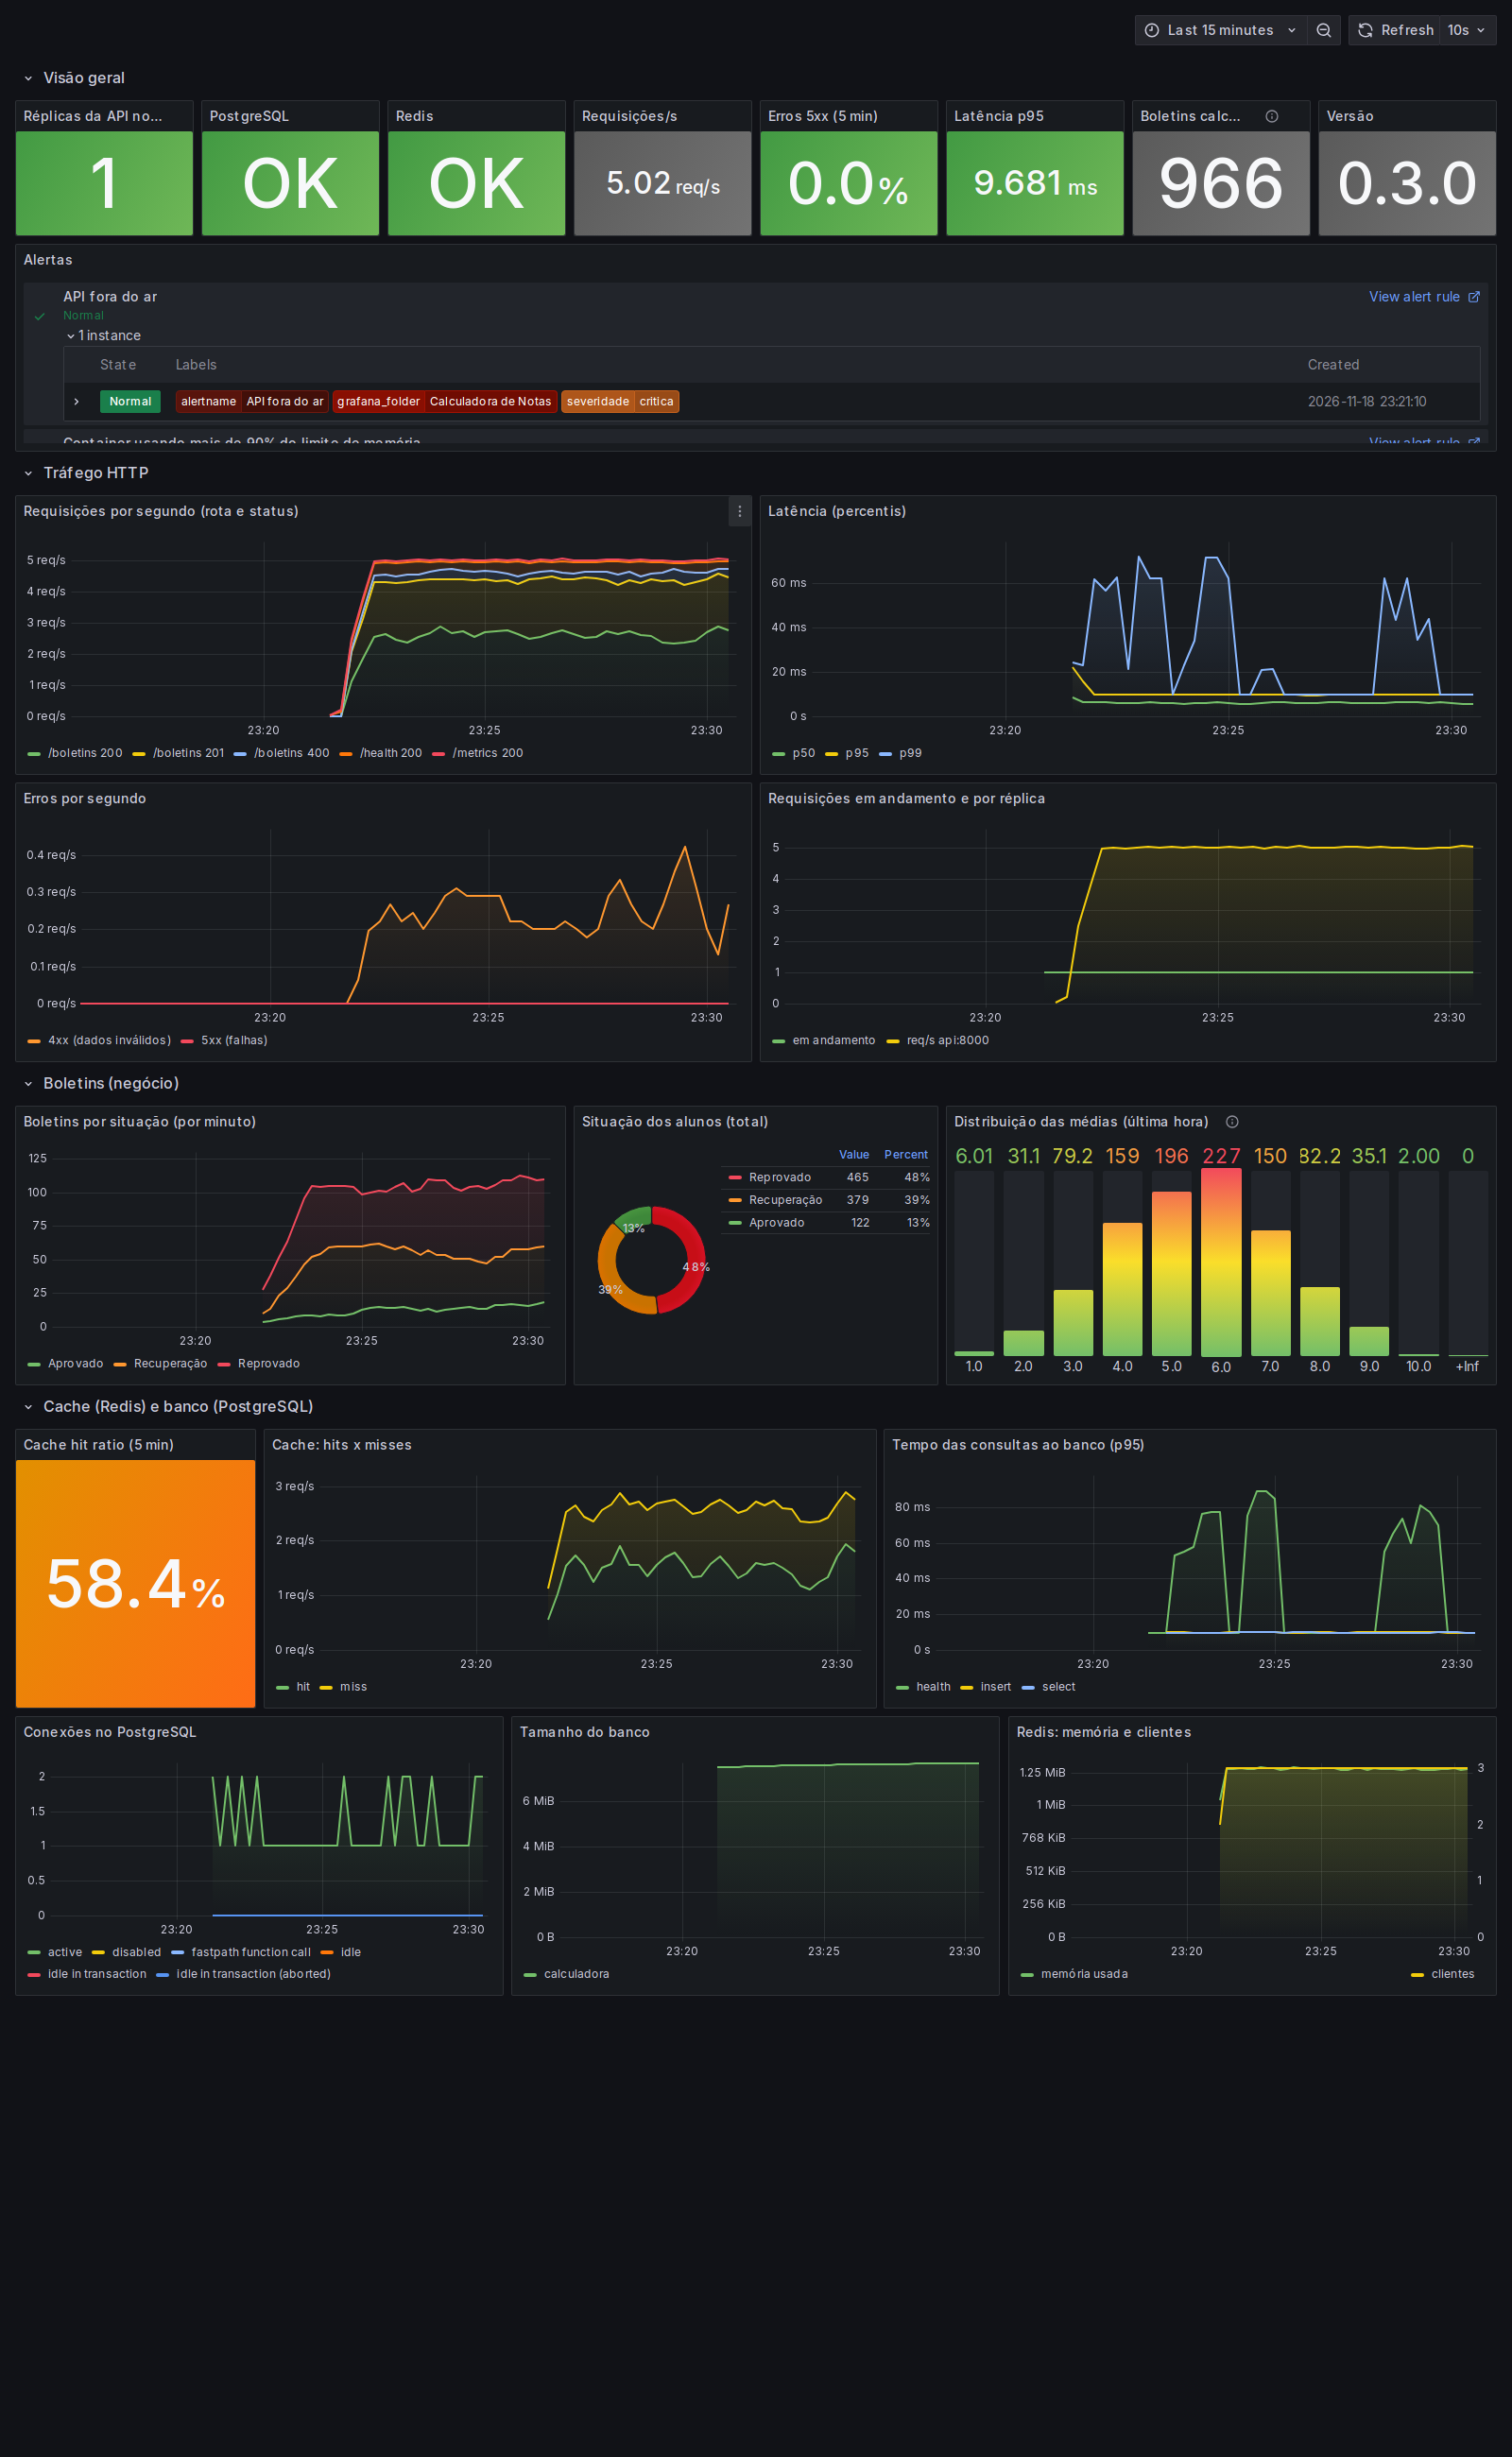 Last 15 minutes Refresh 10s
Visão geral
Réplicas da API no... PostgreSQL Redis Requisições/s Erros 5xx (5 min) Latência p95 Boletins calc... Versão
1 OK OK 5.02 req/s 0.0% 9.681 ms 966 0.3.0
Alertas
API fora do ar View alert rule
Normal
1 instance
State Labels Created
Normal alertname API fora do ar grafana_folder Calculadora de Notas severidade critica 2026-11-18 23:21:10
Container usando mais de 90% do limite de memória View alert rule
Tráfego HTTP
Requisições por segundo (rota e status)
5 req/s
4 req/s
3 req/s
2 req/s
1 req/s
0 req/s
23:20 23:25 23:30
/boletins 200 /boletins 201 /boletins 400 /health 200 /metrics 200
Latência (percentis)
60 ms
40 ms
20 ms
0 s
23:20 23:25 23:30
p50 p95 p99
Erros por segundo
0.4 req/s
0.3 req/s
0.2 req/s
0.1 req/s
0 req/s
23:20 23:25 23:30
4xx (dados inválidos) 5xx (falhas)
Requisições em andamento e por réplica
5
4
3
2
1
0
23:20 23:25 23:30
em andamento req/s api:8000
Boletins (negócio)
Boletins por situação (por minuto)
125
100
75
50
25
0
23:20 23:25 23:30
Aprovado Recuperação Reprovado
Situação dos alunos (total)
Value Percent
Reprovado 465 48%
Recuperação 379 39%
Aprovado 122 13%
13%
48%
39%
Distribuição das médias (última hora)
6.01 31.1 79.2 159 196 227 150 82.2 35.1 2.00 0
1.0 2.0 3.0 4.0 5.0 6.0 7.0 8.0 9.0 10.0 +Inf
Cache (Redis) e banco (PostgreSQL)
Cache hit ratio (5 min)
58.4%
Cache: hits x misses
3 req/s
2 req/s
1 req/s
0 req/s
23:20 23:25 23:30
hit miss
Tempo das consultas ao banco (p95)
80 ms
60 ms
40 ms
20 ms
0 s
23:20 23:25 23:30
health insert select
Conexões no PostgreSQL
2
1.5
1
0.5
0
23:20 23:25 23:30
active disabled fastpath function call idle
idle in transaction idle in transaction (aborted)
Tamanho do banco
6 MiB
4 MiB
2 MiB
0 B
23:20 23:25 23:30
calculadora
Redis: memória e clientes
1.25 MiB 3
1 MiB
768 KiB 2
512 KiB 1
256 KiB
0 B 0
23:20 23:25 23:30
memória usada clientes